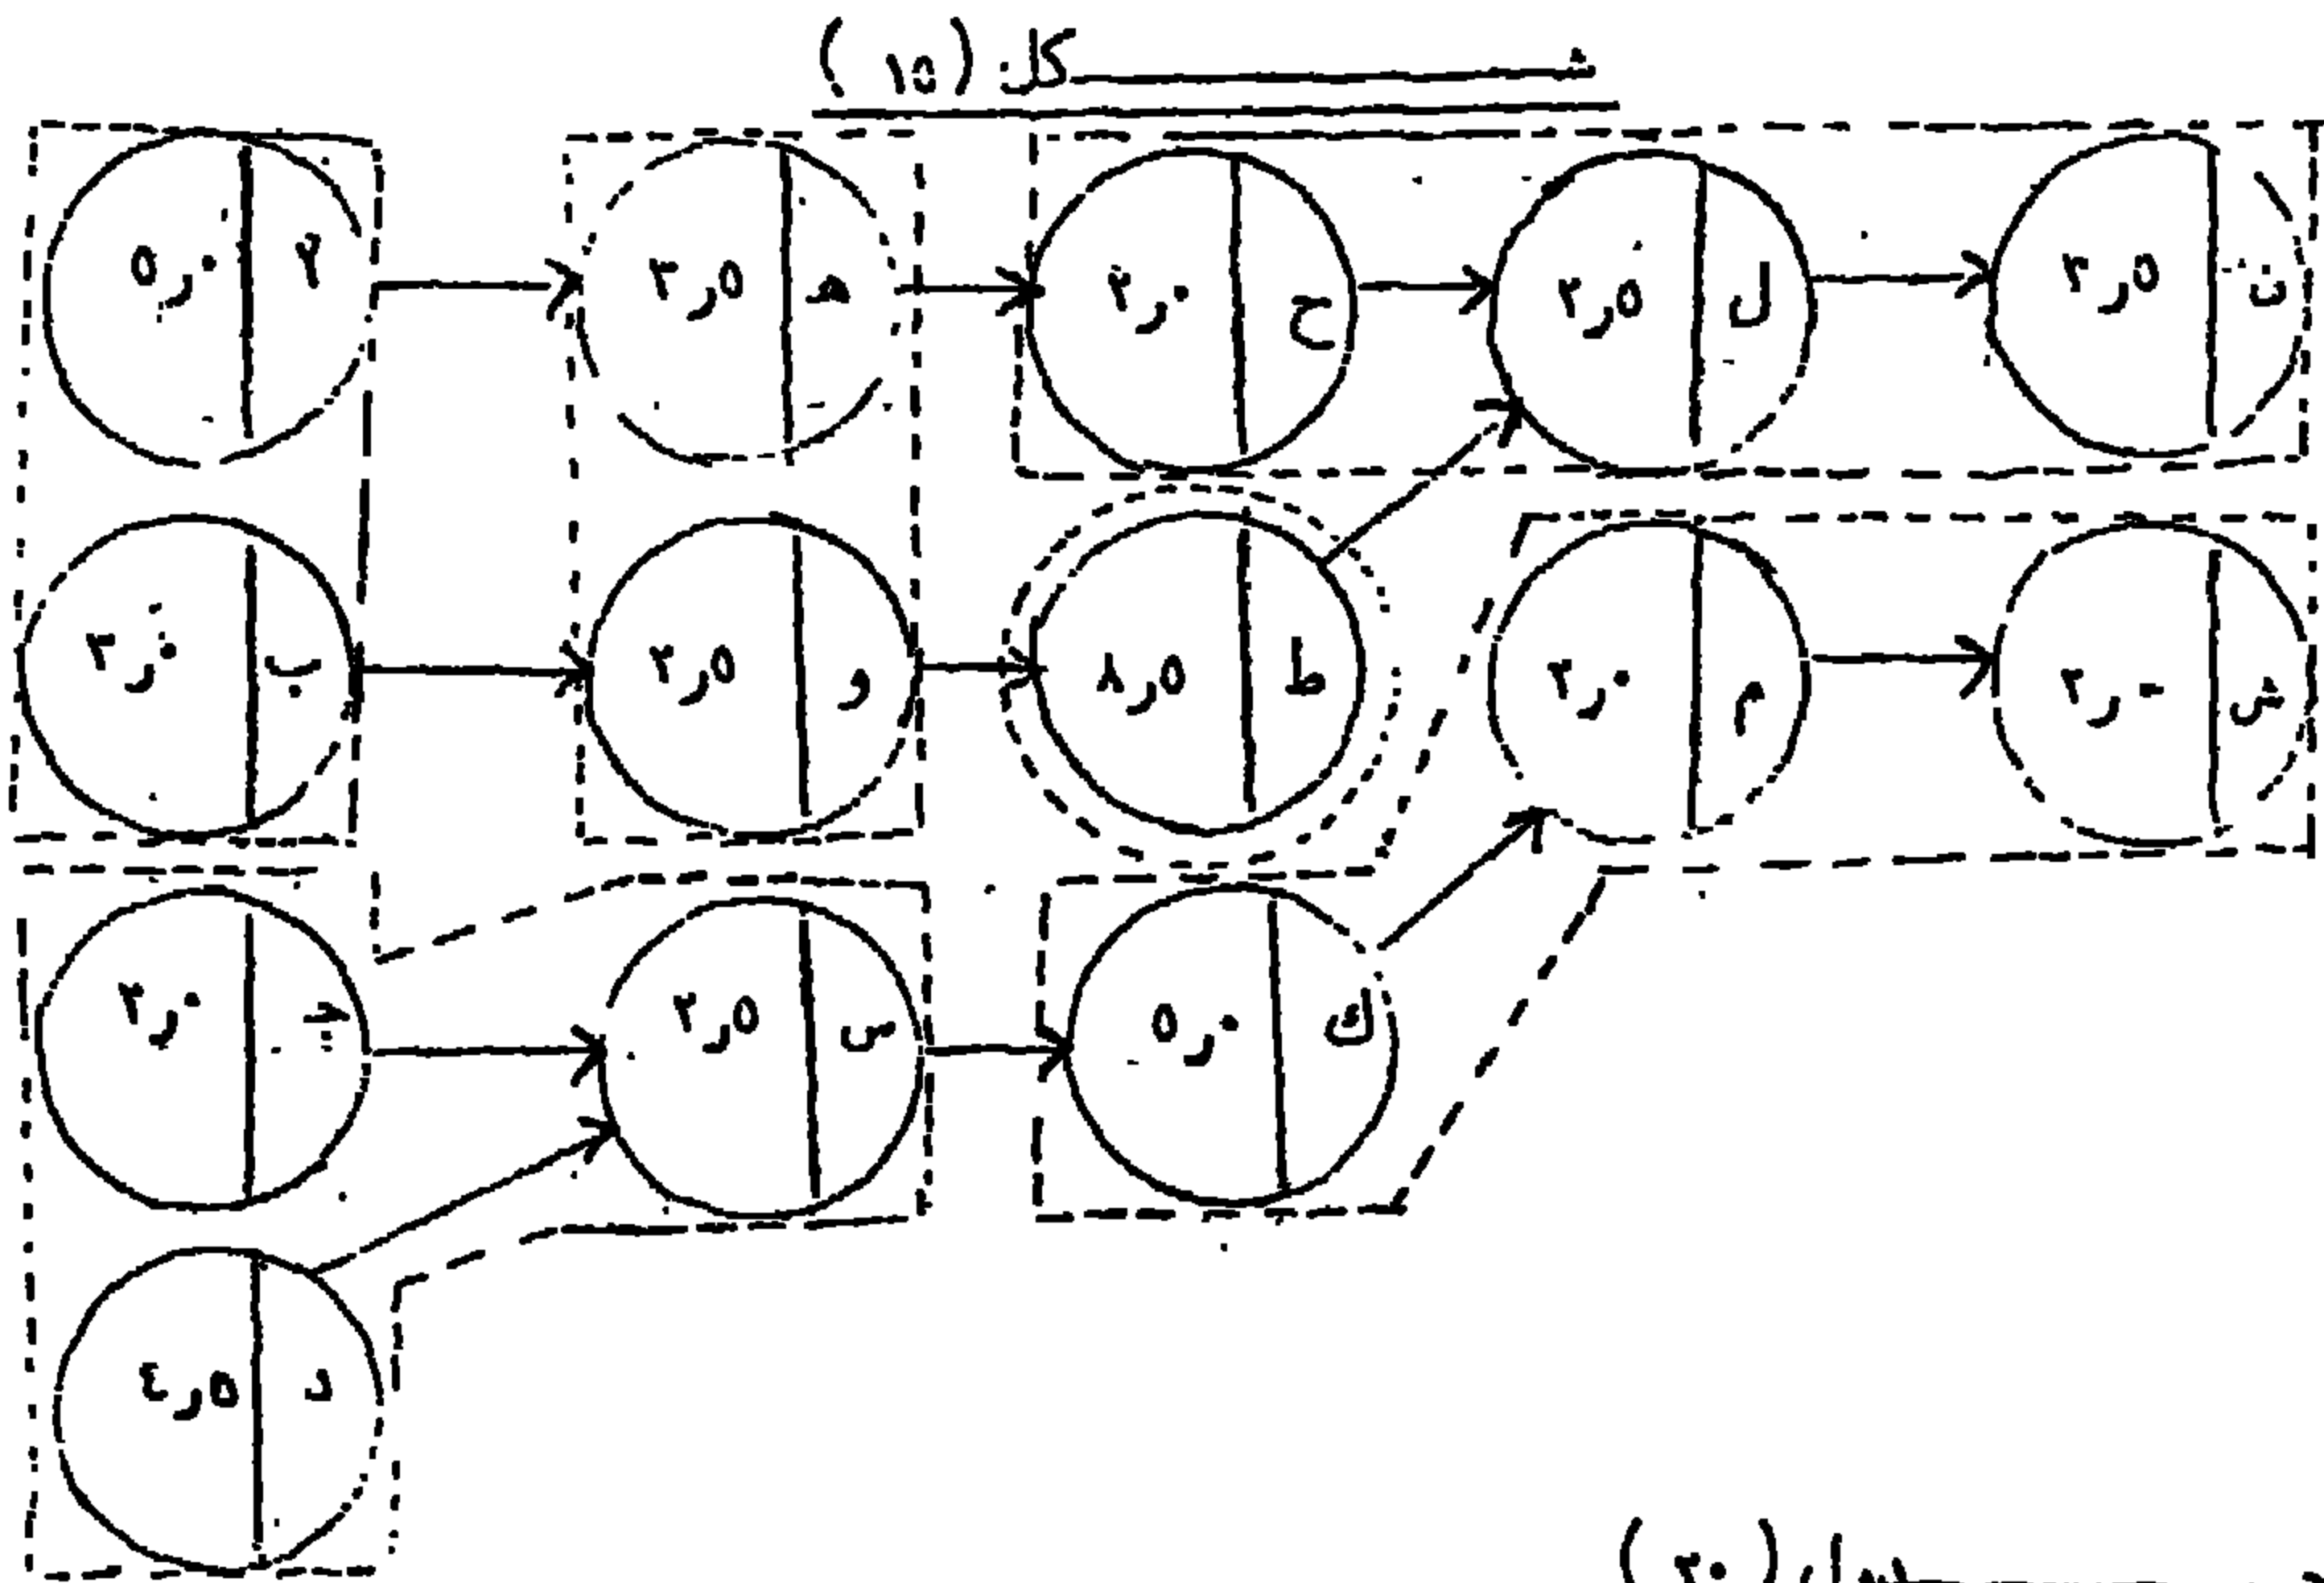 شكل (١٥)
٥٫٠ أ
٢٫٥ هـ
٢٫٠ ح
٢٫٥ ل
٢٫٥ ن
٣٫٠ ب
٢٫٥ و
٨٫٥ ط
٢٫٠ م
٢٫٠ ش
٣٫٠ جـ
٢٫٥ س
٥٫٠ ك
٤٫٥ د
(٢٠)